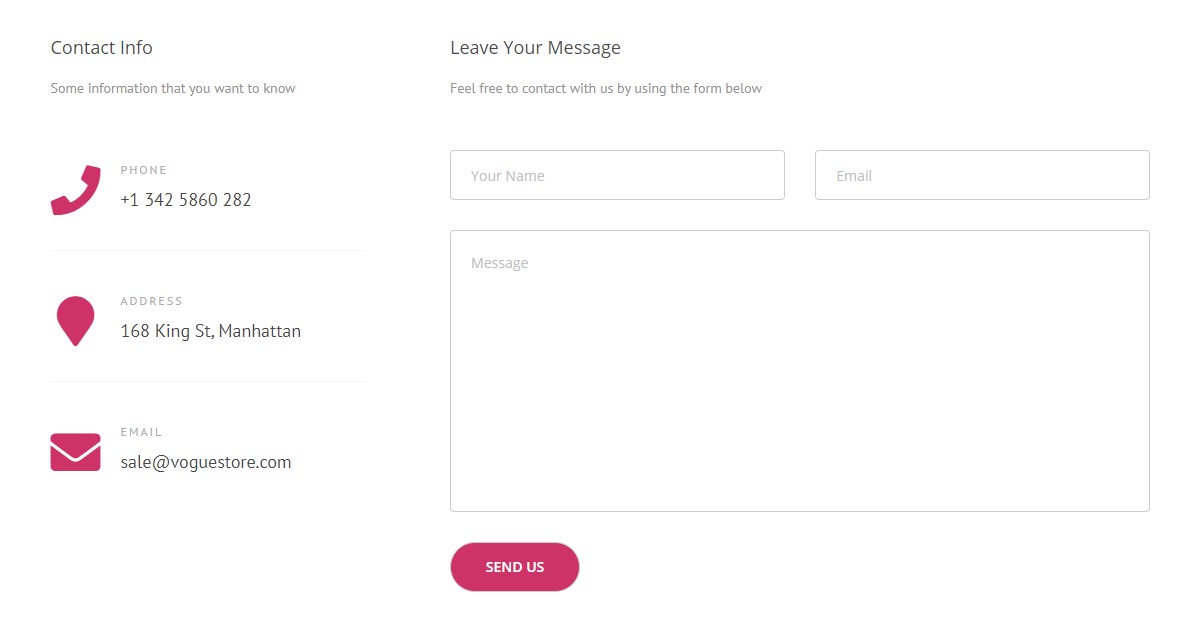 Contact Info
Some information that you want to know
PHONE
+1 342 5860 282
ADDRESS
168 King St, Manhattan
EMAIL
sale@voguestore.com
Leave Your Message
Feel free to contact with us by using the form below
Your Name
Email
Message
SEND US